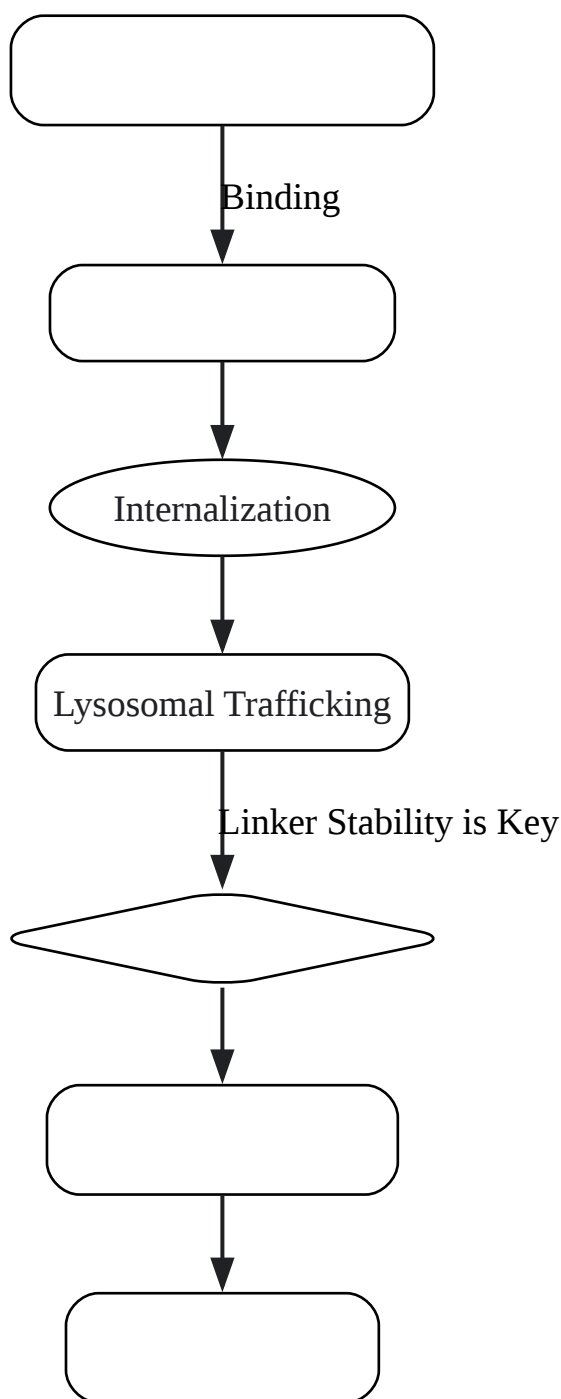 Binding
Internalization
Lysosomal Trafficking
Linker Stability is Key